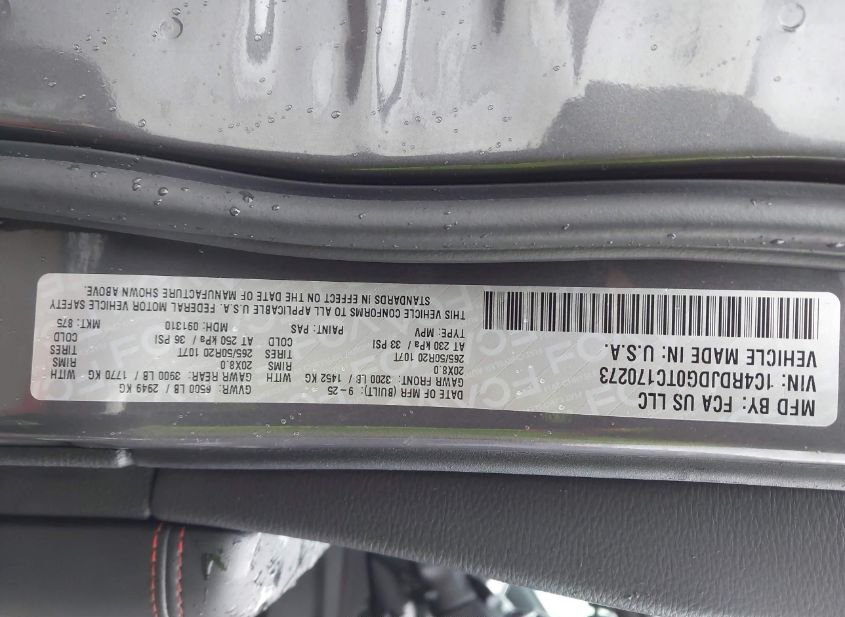 MFD BY: FCA US LLC
VIN: 1C4RDJDG0TC170273
VEHICLE MADE IN: U.S.A.
DATE OF MFR (BUILT): 9-25
GVWR: 6500 LB / 2949 KG
GAWR FRONT: 3200 LB / 1452 KG
GAWR REAR: 3900 LB / 1770 KG
WITH
20X8.0
RIMS
20X8.0
RIMS
265/50R20 107T
TIRES
265/50R20 107T
TIRES
AT 230 kPa / 33 PSI
COLD
AT 250 kPa / 36 PSI
COLD
TYPE: MPV
PAINT: PAS
MDH: 091310
MKT: 875
THIS VEHICLE CONFORMS TO ALL APPLICABLE U.S.A. FEDERAL MOTOR VEHICLE SAFETY
STANDARDS IN EFFECT ON THE DATE OF MANUFACTURE SHOWN ABOVE.